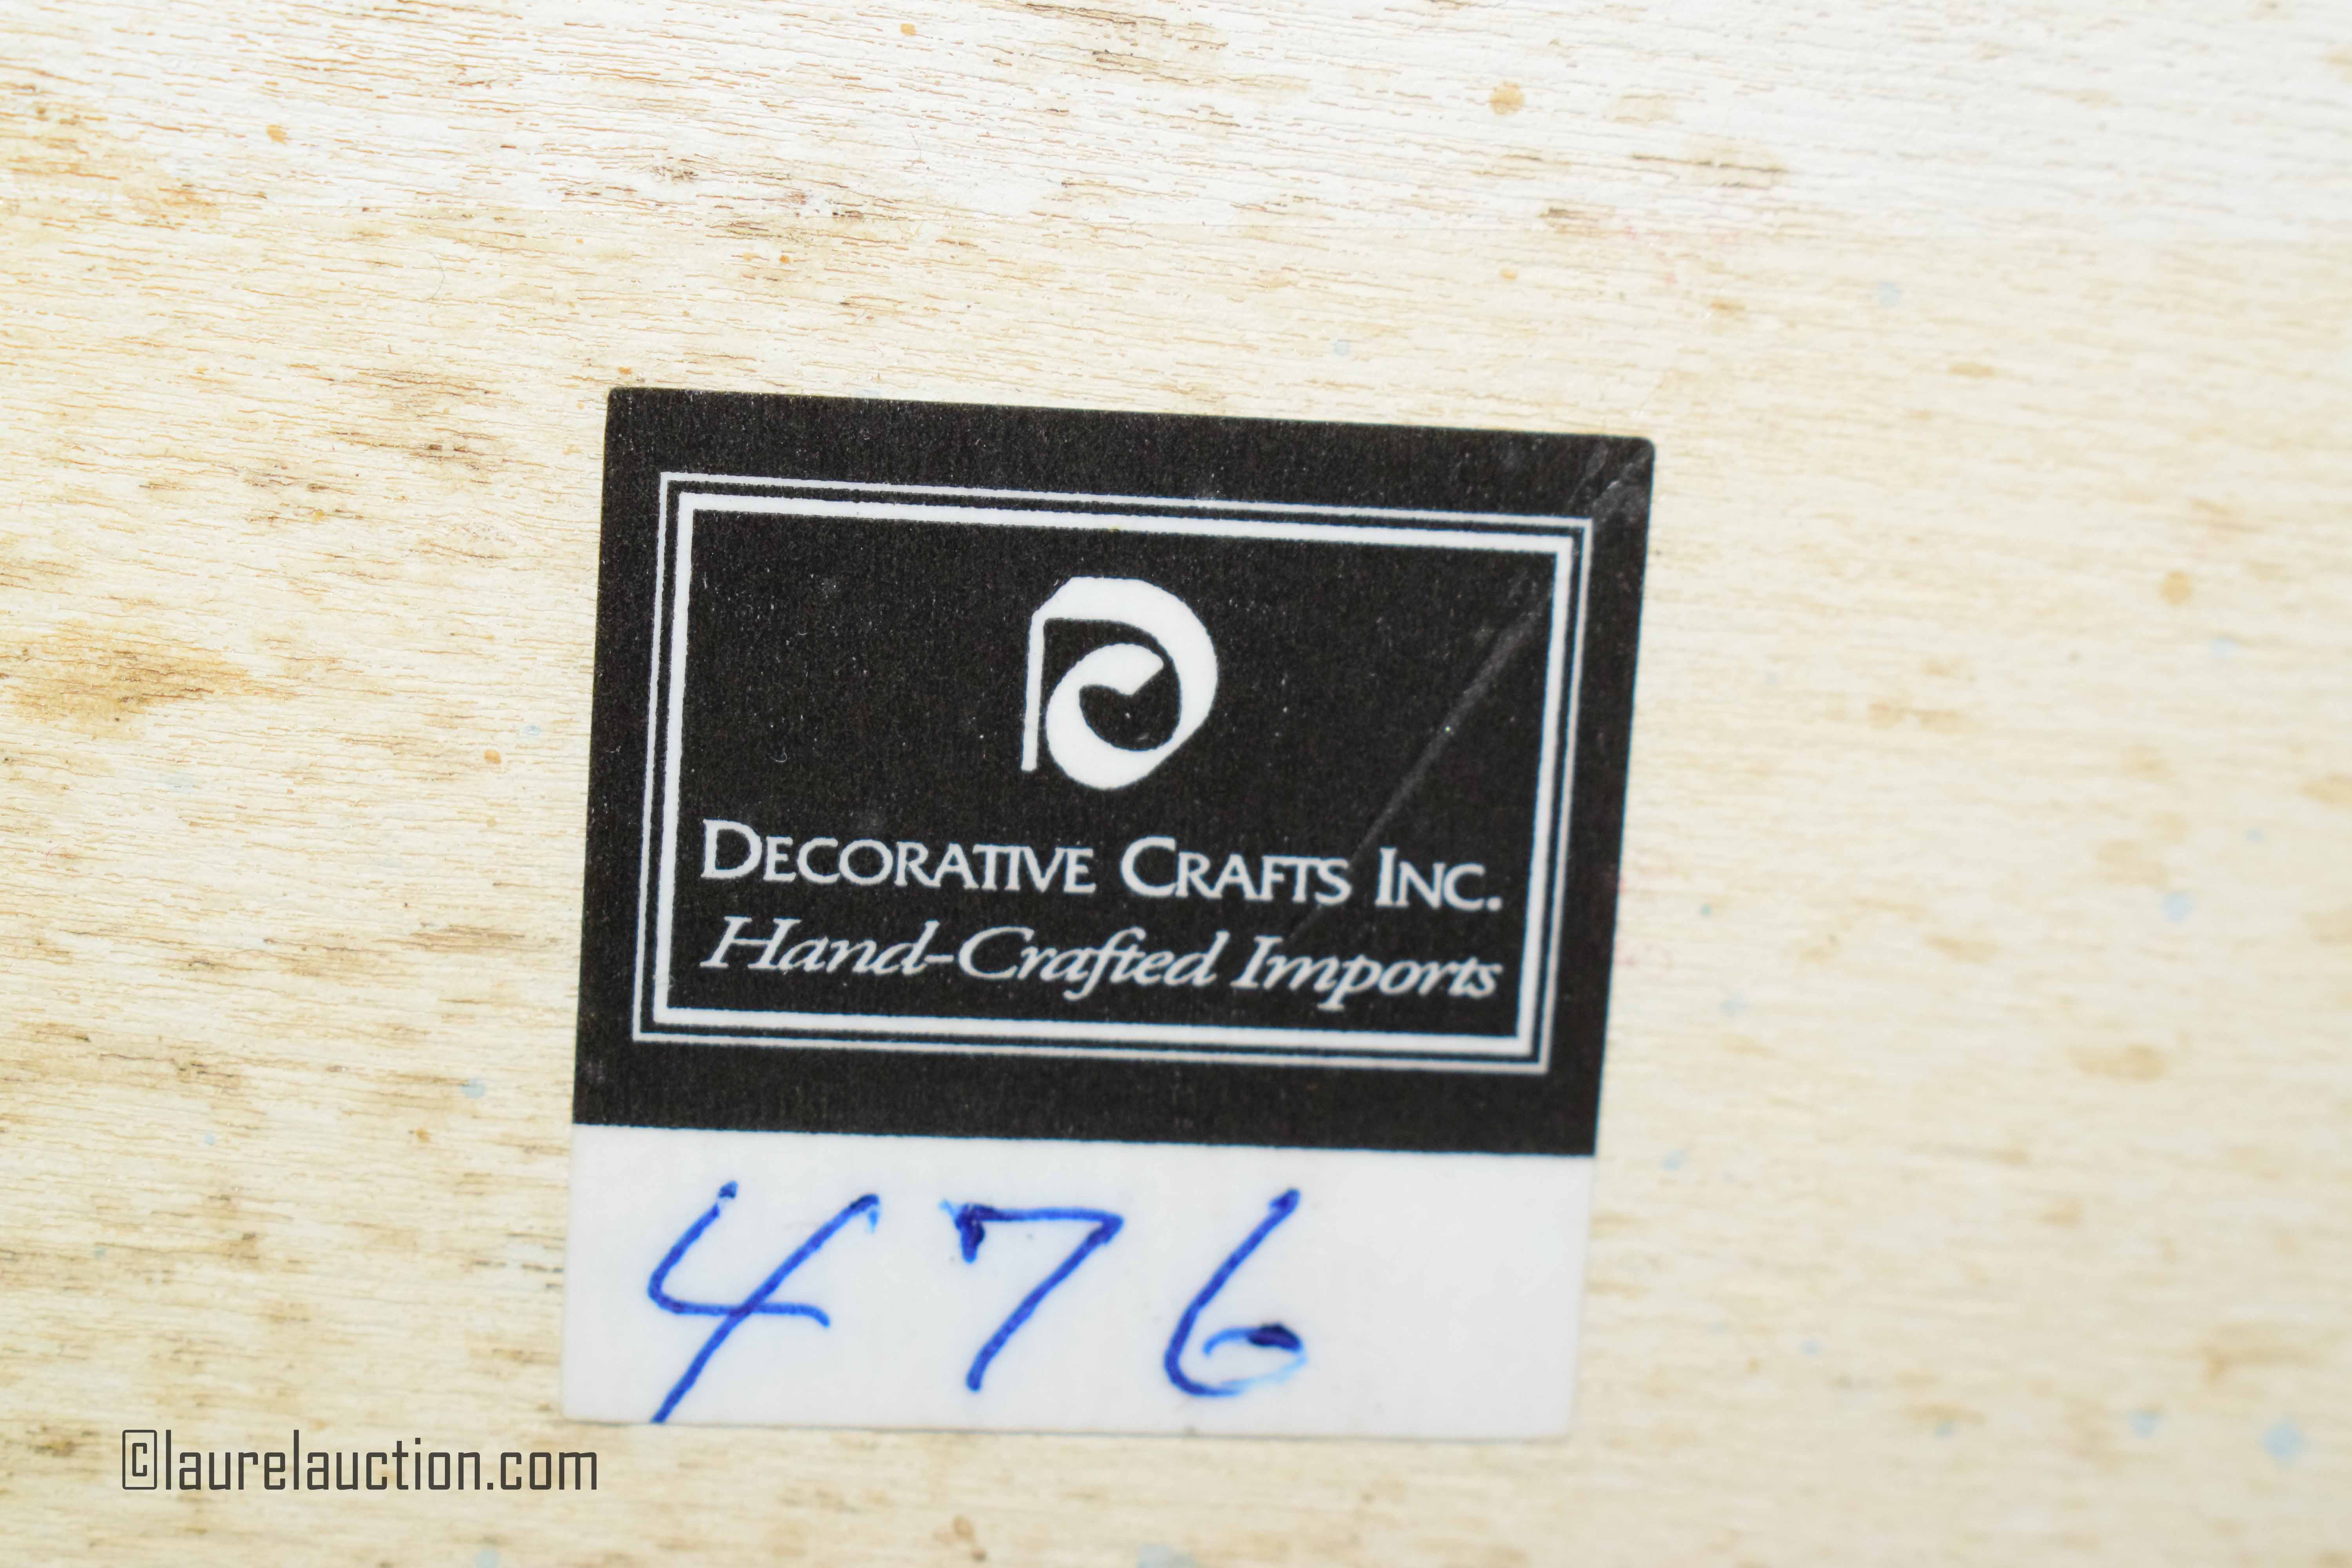 DECORATIVE CRAFTS INC.
Hand-Crafted Imports
476
©laurelauction.com